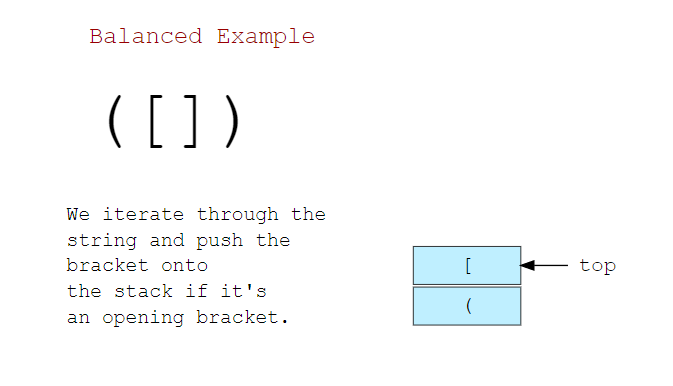 Balanced Example
([])
We iterate through the
string and push the
bracket onto
the stack if it's
an opening bracket.
[
top
(